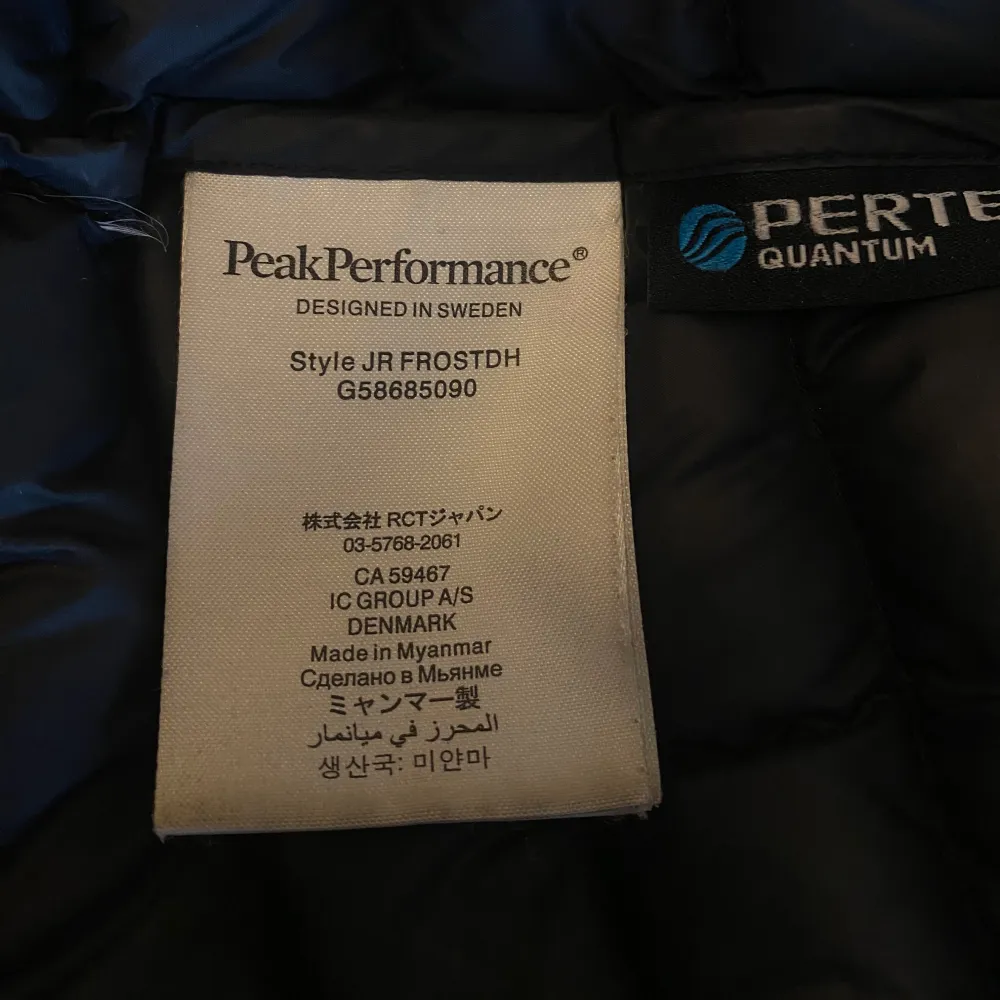 PeakPerformance®
DESIGNED IN SWEDEN
Style JR FROSTDH
G58685090
株式会社 RCTジャパン
03-5768-2061
CA 59467
IC GROUP A/S
DENMARK
Made in Myanmar
Сделано в Мьянме
ミャンマー製
المحرز في ميانمار
생산국: 미얀마
PERTE
QUANTUM